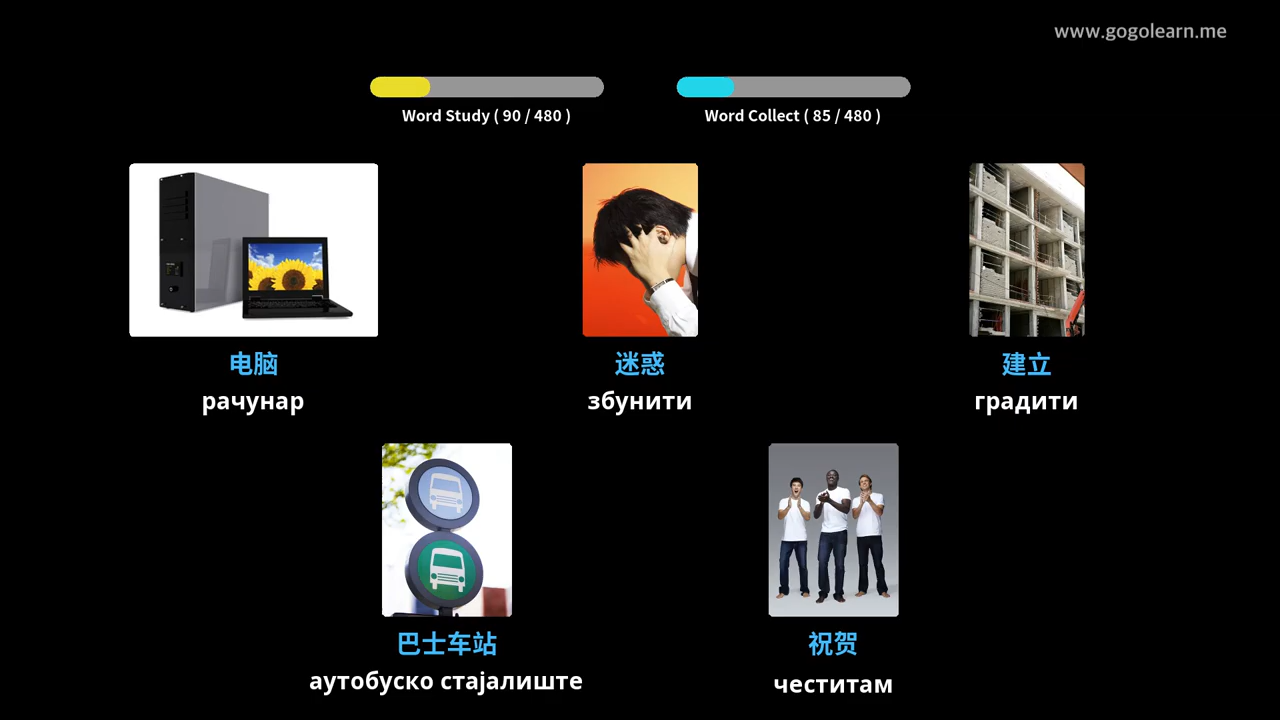 www.gogolearn.me
Word Study ( 90 / 480 )
Word Collect ( 85 / 480 )
电脑
рачунар
迷惑
збунити
建立
градити
巴士车站
аутобуско стајалиште
祝贺
честитам